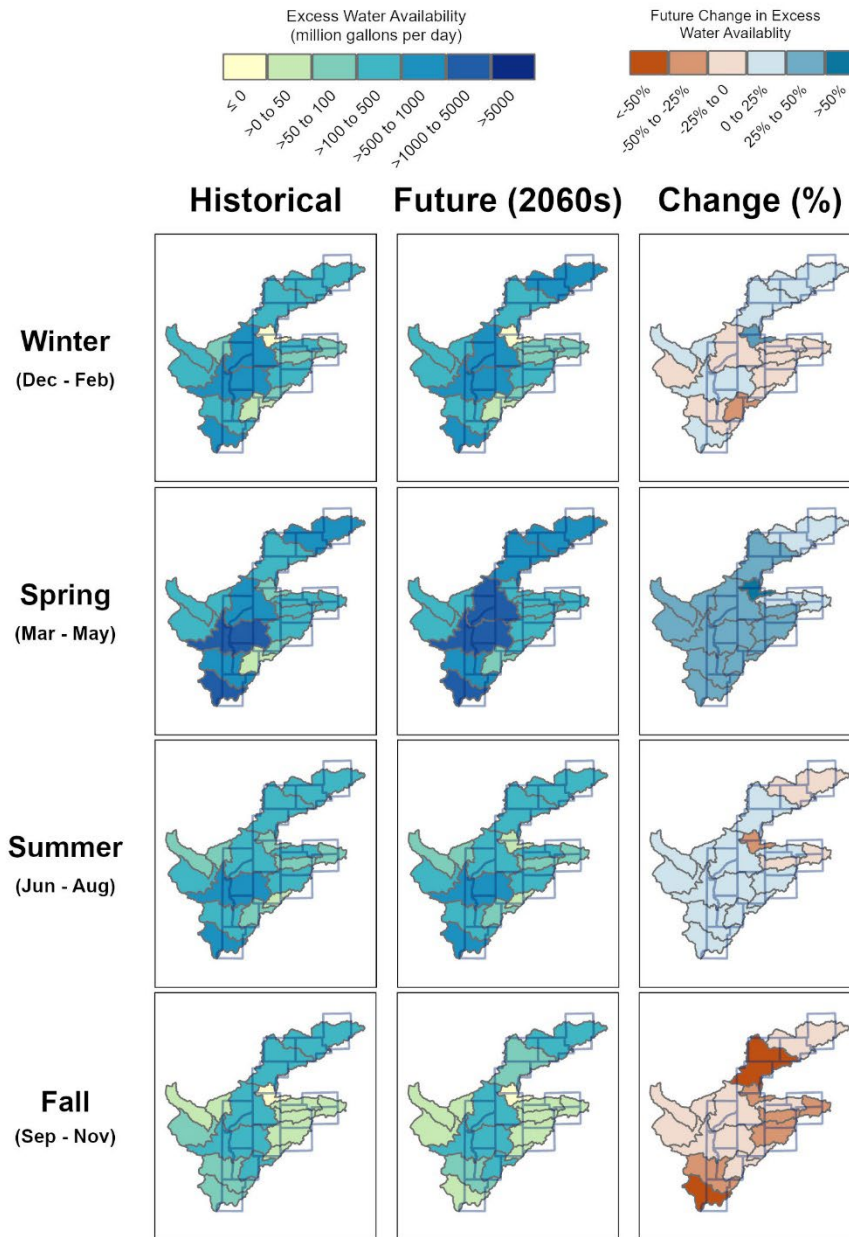 Excess Water Availability
(million gallons per day)
≤ 0
>0 to 50
>50 to 100
>100 to 500
>500 to 1000
>1000 to 5000
>5000
Future Change in Excess
Water Availablity
<-50%
-50% to -25%
-25% to 0
0 to 25%
25% to 50%
>50%
Historical
Future (2060s)
Change (%)
Winter
(Dec - Feb)
Spring
(Mar - May)
Summer
(Jun - Aug)
Fall
(Sep - Nov)